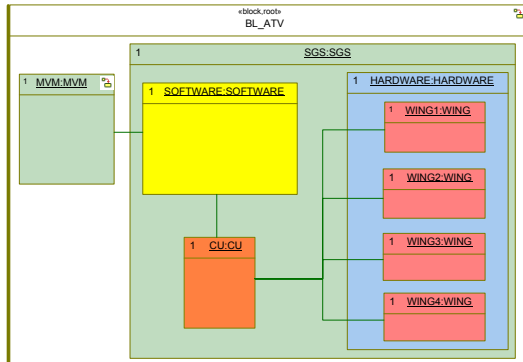 «block,root»
BL_ATV
1 SGS:SGS
1 MVM:MVM
1 SOFTWARE:SOFTWARE
1 HARDWARE:HARDWARE
1 WING1:WING
1 WING2:WING
1 CU:CU
1 WING3:WING
1 WING4:WING